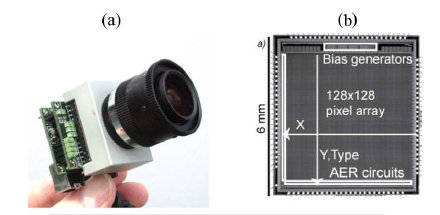 (a)
(b)
a)
Bias generators
128x128
pixel array
6 mm
X
Y,Type
AER circuits